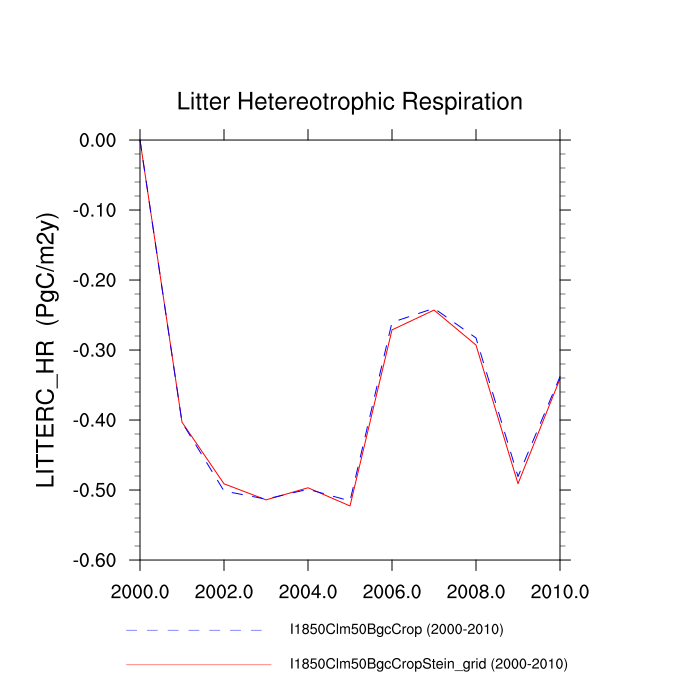 Litter Hetereotrophic Respiration
LITTERC_HR (PgC/m2y)
0.00
-0.10
-0.20
-0.30
-0.40
-0.50
-0.60
2000.0 2002.0 2004.0 2006.0 2008.0 2010.0
I1850Clm50BgcCrop (2000-2010)
I1850Clm50BgcCropStein_grid (2000-2010)